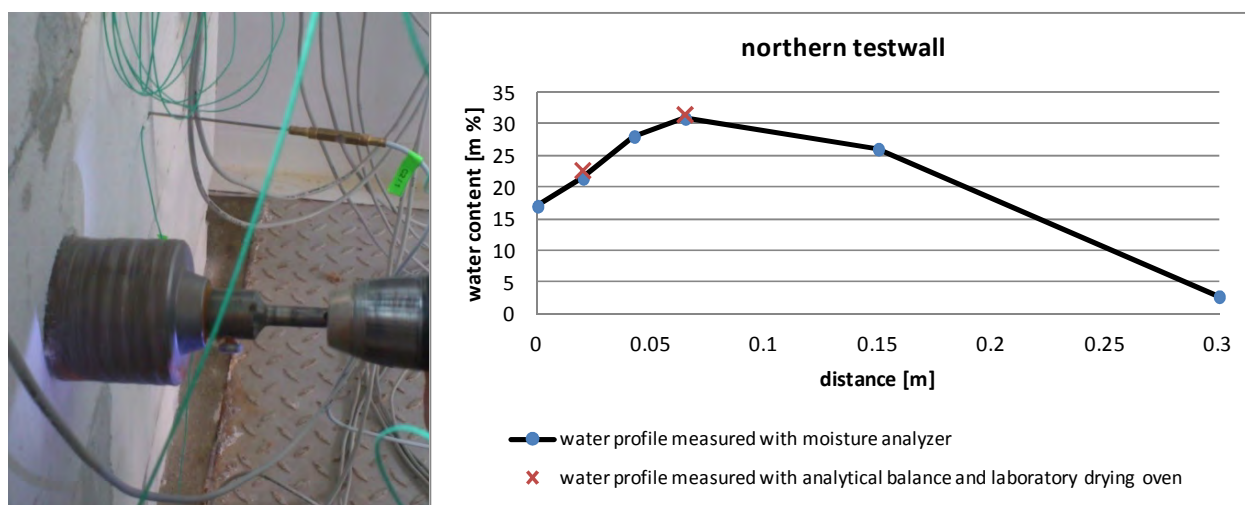 northern testwall
water content [m %]
35
30
25
20
15
10
5
0
0 0.05 0.1 0.15 0.2 0.25 0.3
distance [m]
water profile measured with moisture analyzer
water profile measured with analytical balance and laboratory drying oven